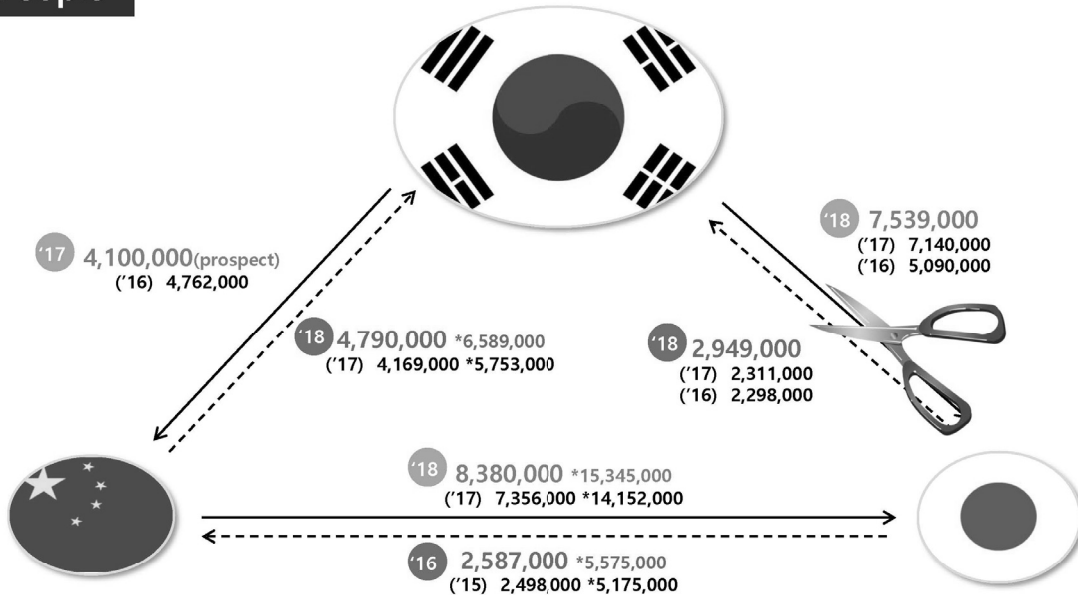 '18 7,539,000
('17) 7,140,000
('16) 5,090,000
'17 4,100,000(prospect)
('16) 4,762,000
'18 4,790,000 *6,589,000
('17) 4,169,000 *5,753,000
'18 2,949,000
('17) 2,311,000
('16) 2,298,000
'18 8,380,000 *15,345,000
('17) 7,356,000 *14,152,000
'16 2,587,000 *5,575,000
('15) 2,498,000 *5,175,000